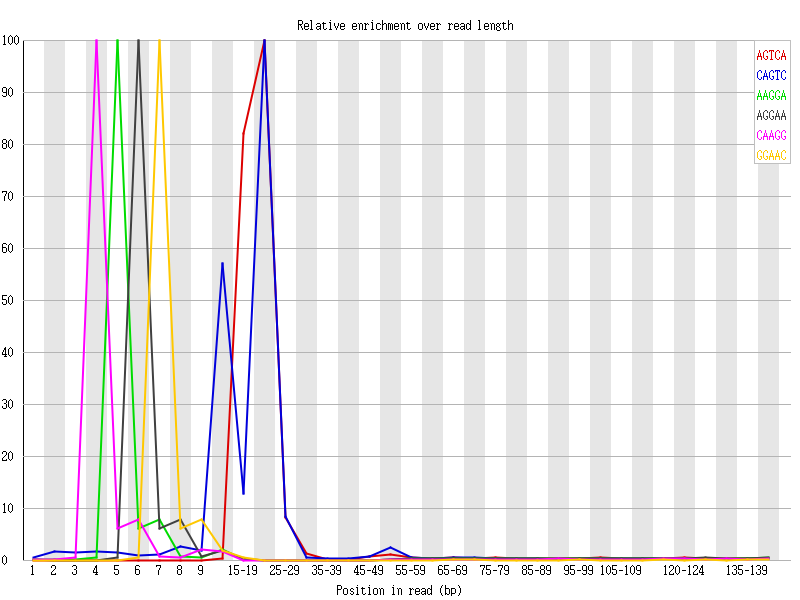 Relative enrichment over read length
100
90
80
70
60
50
40
30
20
10
0
AGTCA
CAGTC
AAGGA
AGGAA
CAAGG
GGAAC
1 2 3 4 5 6 7 8 9 15-19 25-29 35-39 45-49 55-59 65-69 75-79 85-89 95-99 105-109 120-124 135-139
Position in read (bp)